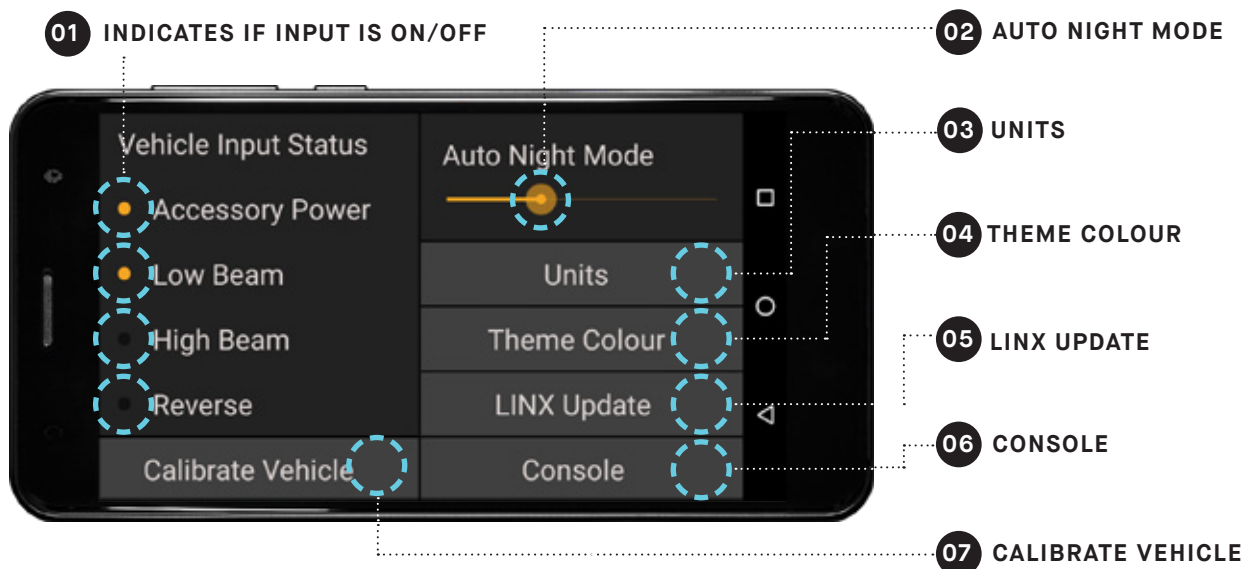 01 INDICATES IF INPUT IS ON/OFF
02 AUTO NIGHT MODE
03 UNITS
04 THEME COLOUR
05 LINX UPDATE
06 CONSOLE
07 CALIBRATE VEHICLE
Vehicle Input Status
Accessory Power
Low Beam
High Beam
Reverse
Calibrate Vehicle
Auto Night Mode
Units
Theme Colour
LINX Update
Console